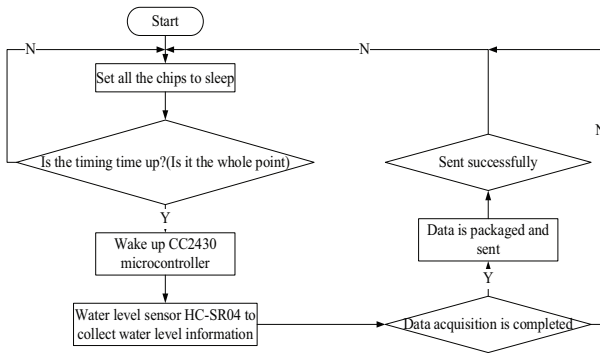 Start
N
N
Set all the chips to sleep
Is the timing time up?(Is it the whole point)
Sent successfully
N
Y
Data is packaged and
sent
Wake up CC2430
microcontroller
Y
Water level sensor HC-SR04 to
collect water level information
Data acquisition is completed